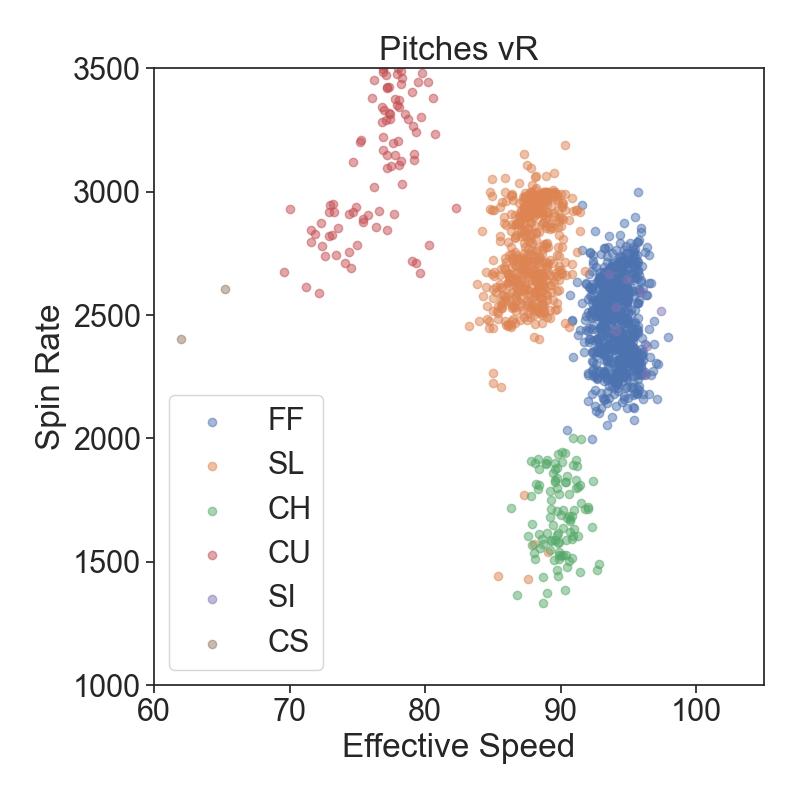 Pitches vR
3500
3000
2500
2000
1500
1000
Spin Rate
FF
SL
CH
CU
SI
CS
60 70 80 90 100
Effective Speed